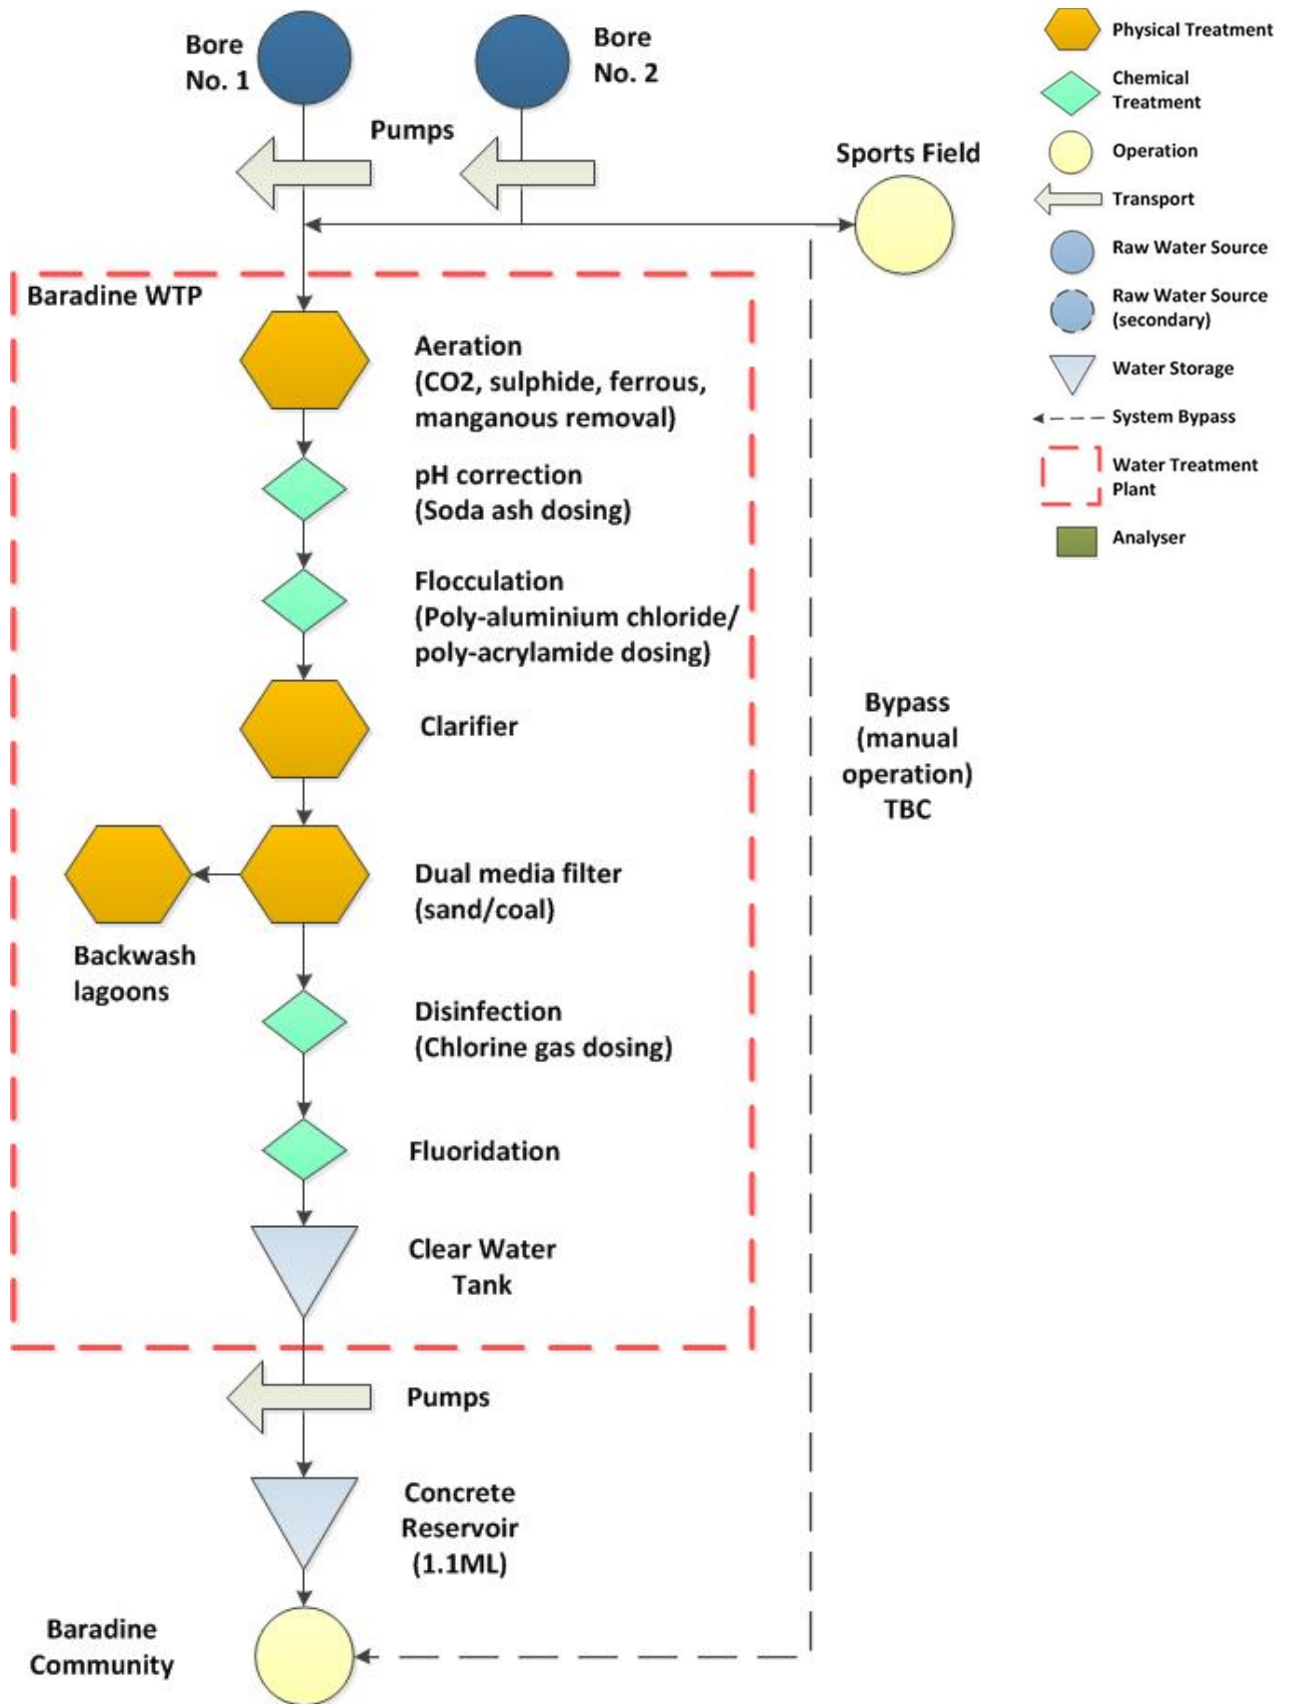 Bore
No. 1
Bore
No. 2
Pumps
Sports Field
Baradine WTP
Aeration
(CO2, sulphide, ferrous,
manganous removal)
pH correction
(Soda ash dosing)
Flocculation
(Poly-aluminium chloride/
poly-acrylamide dosing)
Clarifier
Dual media filter
(sand/coal)
Backwash
lagoons
Disinfection
(Chlorine gas dosing)
Fluoridation
Clear Water
Tank
Pumps
Concrete
Reservoir
(1.1ML)
Baradine
Community
Bypass
(manual
operation)
TBC
Physical Treatment
Chemical
Treatment
Operation
Transport
Raw Water Source
Raw Water Source
(secondary)
Water Storage
System Bypass
Water Treatment
Plant
Analyser